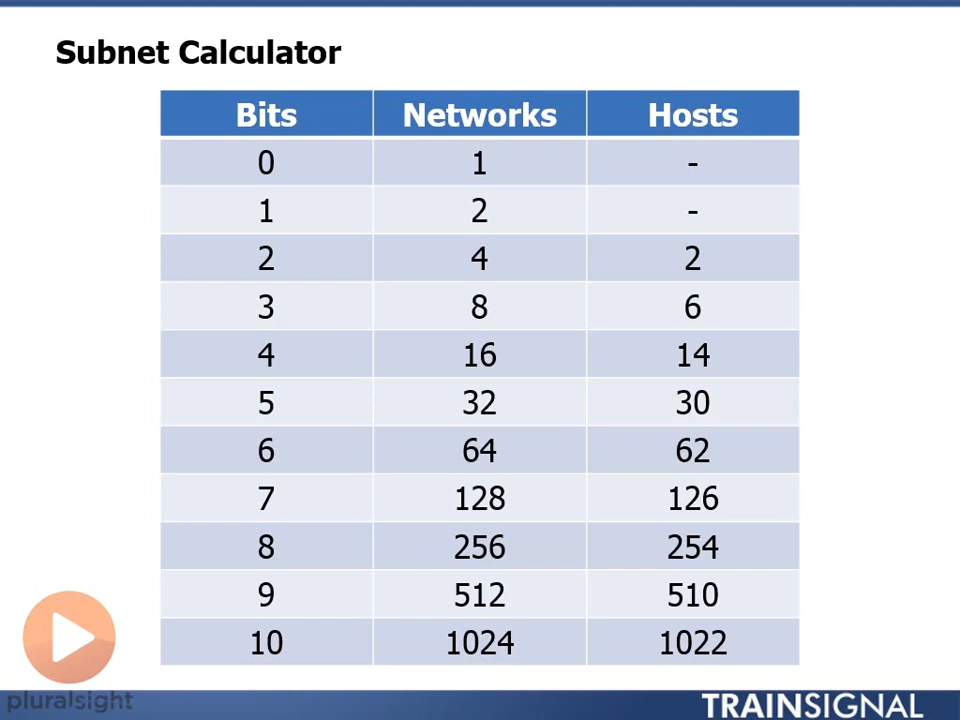 Subnet Calculator
Bits Networks Hosts
0 1 -
1 2 -
2 4 2
3 8 6
4 16 14
5 32 30
6 64 62
7 128 126
8 256 254
9 512 510
10 1024 1022
pluralsight
TRAINSIGNAL